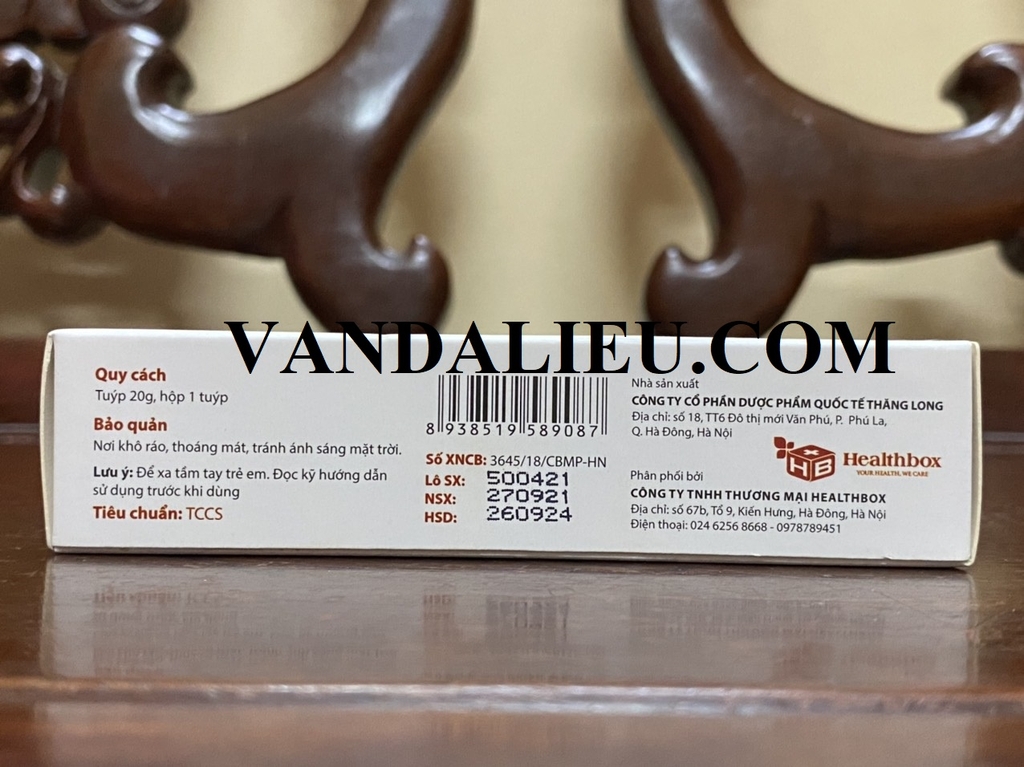 VANDALIEU.COM
Quy cách
Tuýp 20g, hộp 1 tuýp
Bảo quản
Nơi khô ráo, thoáng mát, tránh ánh sáng mặt trời.
Lưu ý: Để xa tầm tay trẻ em. Đọc kỹ hướng dẫn
sử dụng trước khi dùng
Tiêu chuẩn: TCCS
8 938519 589087
Số XNCB: 3645/18/CBMP-HN
Lô SX: 500421
NSX: 270921
HSD: 260924
Nhà sản xuất
CÔNG TY CỔ PHẦN DƯỢC PHẨM QUỐC TẾ THĂNG LONG
Địa chỉ: số 18, TT6 Đô thị mới Văn Phú, P. Phú La,
Q. Hà Đông, Hà Nội
HB
Healthbox
YOUR HEALTH, WE CARE
Phân phối bởi
CÔNG TY TNHH THƯƠNG MẠI HEALTHBOX
Địa chỉ: số 67b, Tổ 9, Kiến Hưng, Hà Đông, Hà Nội
Điện thoại: 024 6256 8668 - 0978789451